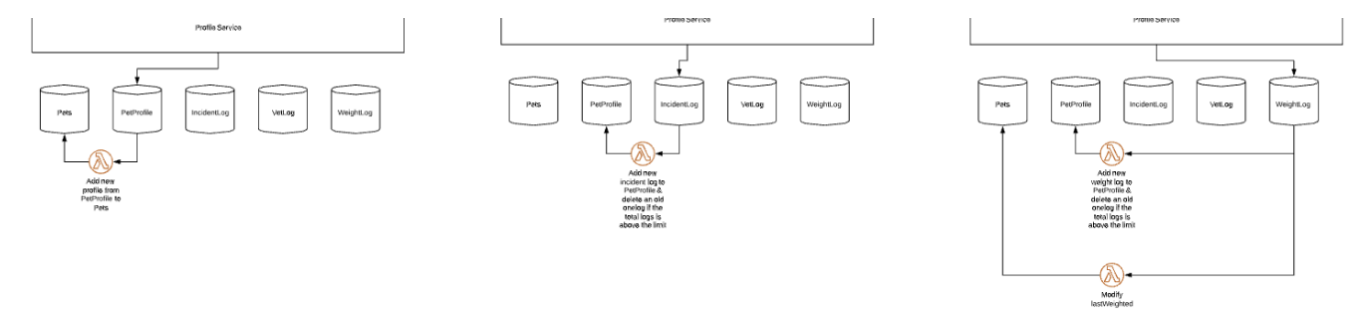 Profile Service
Pets
PetProfile
IncidentLog
VetLog
WeightLog
Add new
profile from
PetProfile to
Pets
Profile Service
Pets
PetProfile
IncidentLog
VetLog
WeightLog
Add new
incident log to
PetProfile &
delete an old
onelog if the
total logs is
above the limit
Profile Service
Pets
PetProfile
IncidentLog
VetLog
WeightLog
Add new
weight log to
PetProfile &
delete an old
onelog if the
total logs is
above the limit
Modify
lastWeighted